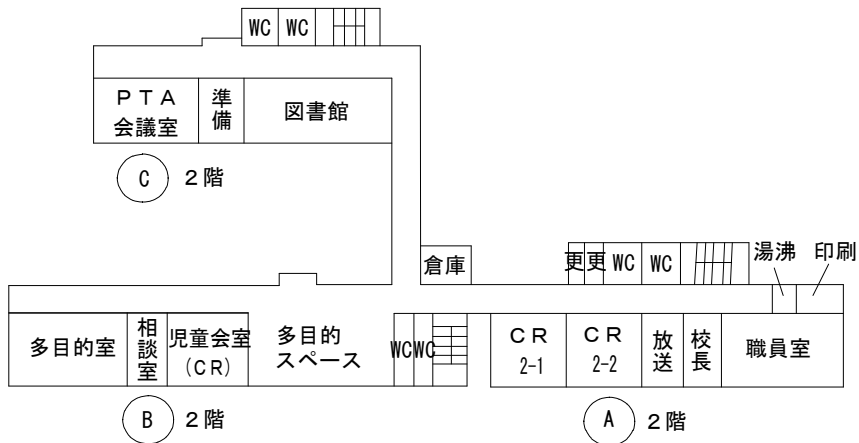 WC WC
PTA
会議室
準備
図書館
C 2階
倉庫
更 更 WC WC
湯沸 印刷
多目的室
相談室
児童会室
(CR)
多目的
スペース
WC WC
CR
2-1
CR
2-2
放送
校長
職員室
B 2階
A 2階